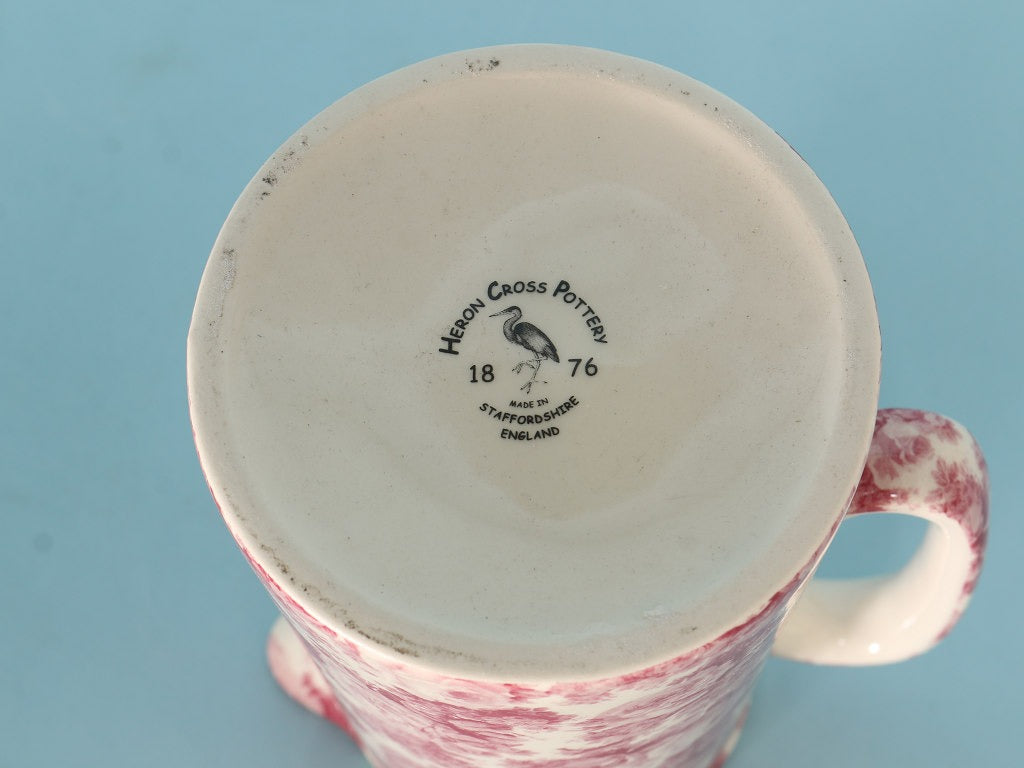 HERON CROSS POTTERY
18 76
MADE IN
STAFFORDSHIRE
ENGLAND